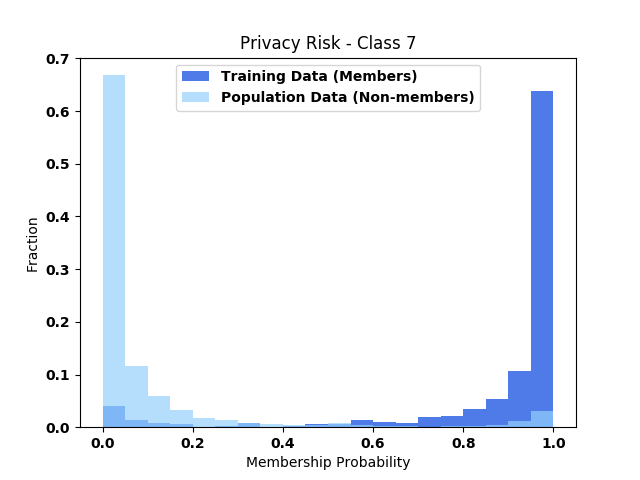 Privacy Risk - Class 7
Training Data (Members)
Population Data (Non-members)
Fraction
0.7
0.6
0.5
0.4
0.3
0.2
0.1
0.0
0.0 0.2 0.4 0.6 0.8 1.0
Membership Probability